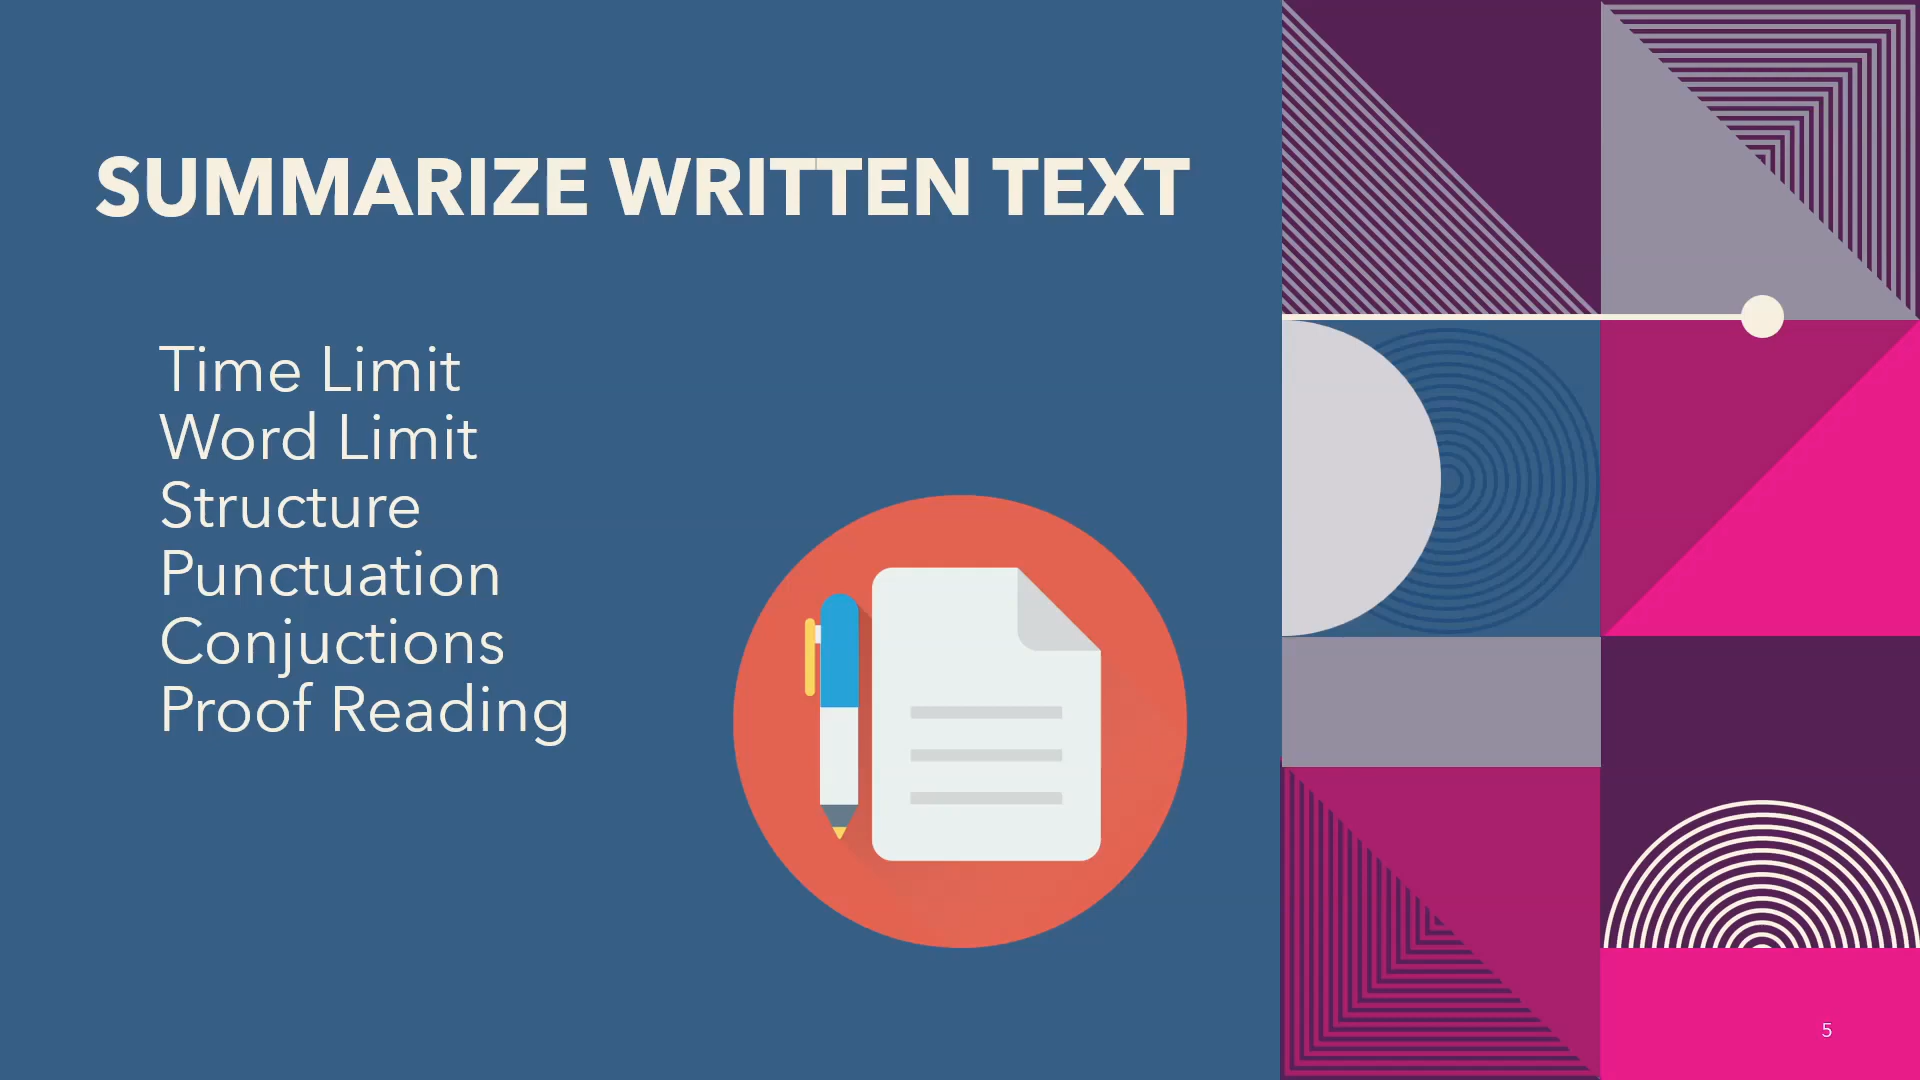 SUMMARIZE WRITTEN TEXT
Time Limit
Word Limit
Structure
Punctuation
Conjuctions
Proof Reading
5